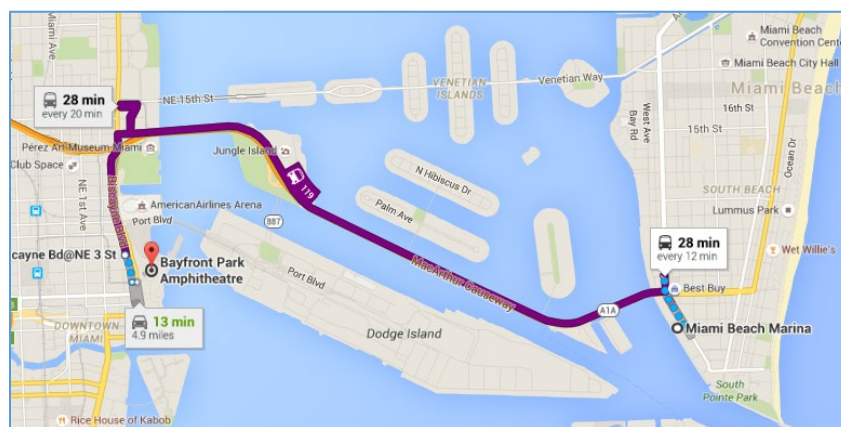 N Miami Ave
Miami Ave
28 min
every 20 min
NE 15th St
VENETIAN
ISLANDS
Venetian Way
Miami Beach
Convention Cente
Miami Beach City Hall
Miami Beach
West Ave
Bay Rd
16th St
15th St
Ocean Dr
Pérez Art Museum Miami
Club Space
Jungle Island
119
N Hibiscus Dr
Palm Ave
SOUTH BEACH
Lummus Park
NE 1st Ave
Biscayne Blvd
AmericanAirlines Arena
Port Blvd
887
28 min
every 12 min
Wet Willie's
cayne Bd@NE 3 St
Bayfront Park
Amphitheatre
Port Blvd
MacArthur Causeway
Best Buy
A1A
13 min
4.9 miles
Dodge Island
Miami Beach Marina
DOWNTOWN
MIAMI
South
Pointe Park
Rice House of Kabob